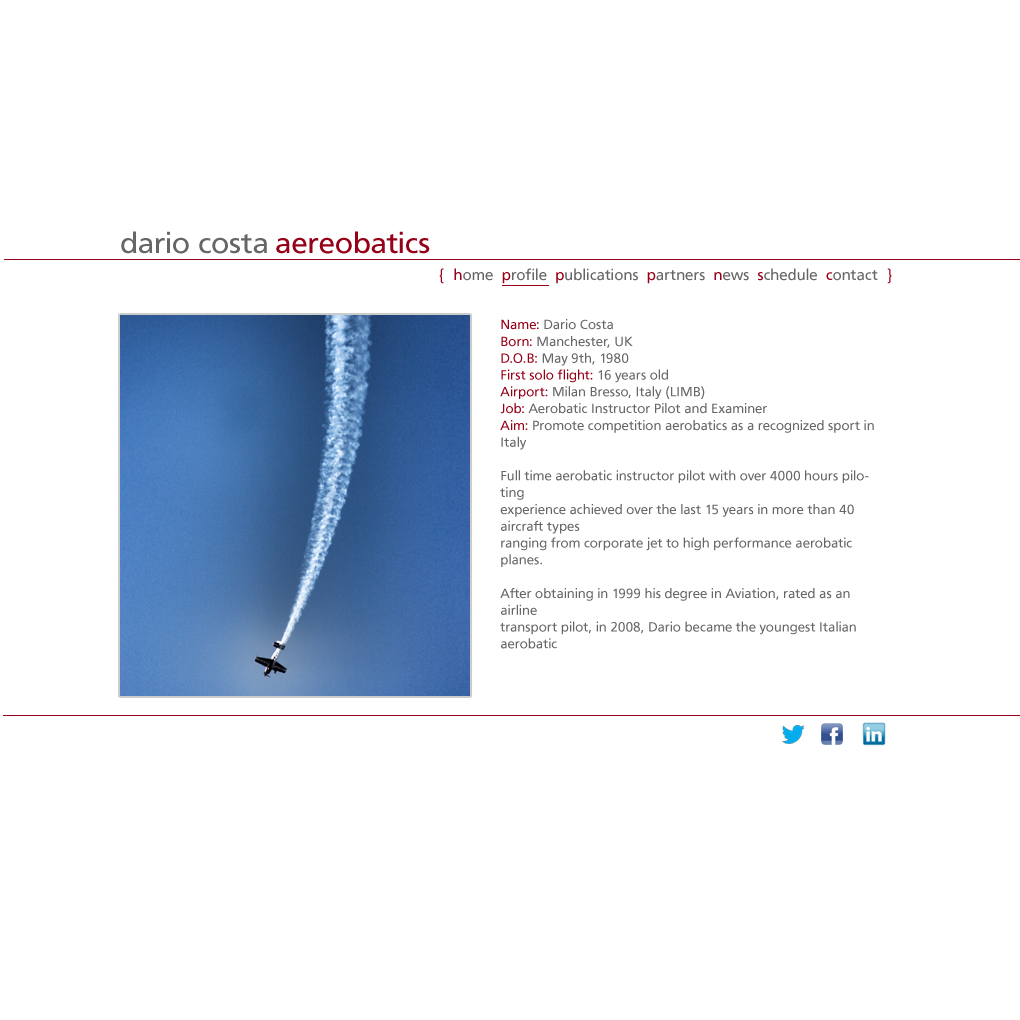 dario costa aereobatics
{ home profile publications partners news schedule contact }
Name: Dario Costa
Born: Manchester, UK
D.O.B: May 9th, 1980
First solo flight: 16 years old
Airport: Milan Bresso, Italy (LIMB)
Job: Aerobatic Instructor Pilot and Examiner
Aim: Promote competition aerobatics as a recognized sport in
Italy
Full time aerobatic instructor pilot with over 4000 hours pilo-
ting
experience achieved over the last 15 years in more than 40
aircraft types
ranging from corporate jet to high performance aerobatic
planes.
After obtaining in 1999 his degree in Aviation, rated as an
airline
transport pilot, in 2008, Dario became the youngest Italian
aerobatic
f
in